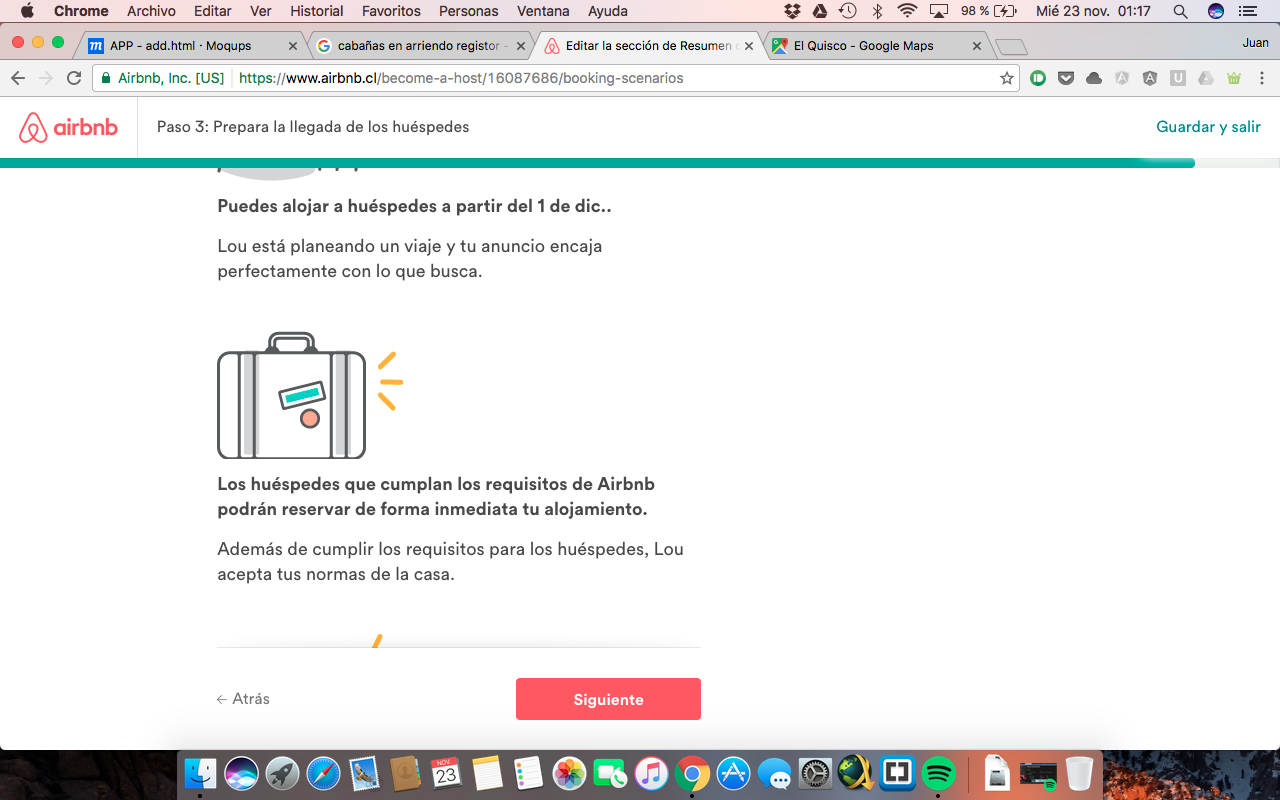 Chrome Archivo Editar Ver Historial Favoritos Personas Ventana Ayuda 98 % Mié 23 nov. 01:17
m APP - add.html · Moqups
cabañas en arriendo registor -
Editar la sección de Resumen d
El Quisco - Google Maps
Juan
Airbnb, Inc. [US] https://www.airbnb.cl/become-a-host/16087686/booking-scenarios
airbnb
Paso 3: Prepara la llegada de los huéspedes
Guardar y salir
Puedes alojar a huéspedes a partir del 1 de dic..
Lou está planeando un viaje y tu anuncio encaja
perfectamente con lo que busca.
Los huéspedes que cumplan los requisitos de Airbnb
podrán reservar de forma inmediata tu alojamiento.
Además de cumplir los requisitos para los huéspedes, Lou
acepta tus normas de la casa.
← Atrás
Siguiente
NOV
23